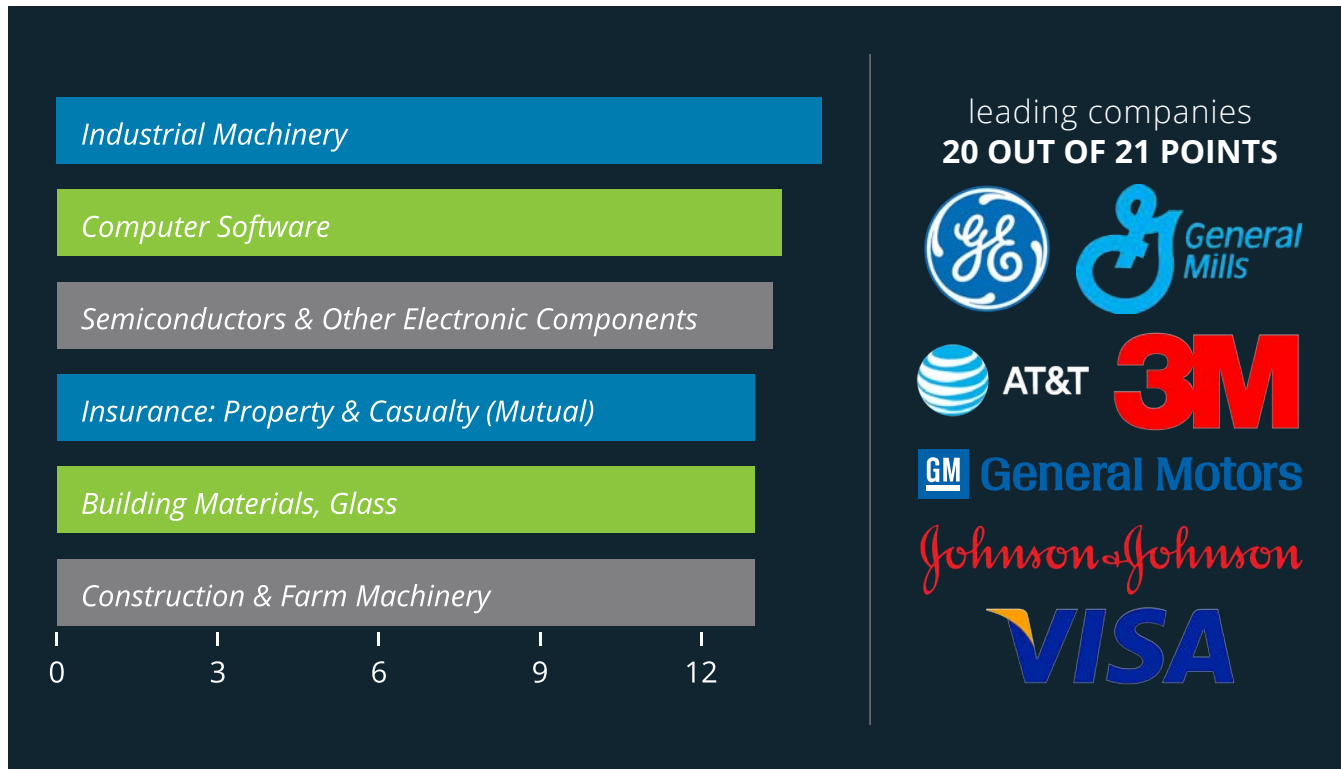 Industrial Machinery
Computer Software
Semiconductors & Other Electronic Components
Insurance: Property & Casualty (Mutual)
Building Materials, Glass
Construction & Farm Machinery
0 3 6 9 12
leading companies
20 OUT OF 21 POINTS
GE
General
Mills
AT&T
3M
GM General Motors
Johnson&Johnson
VISA